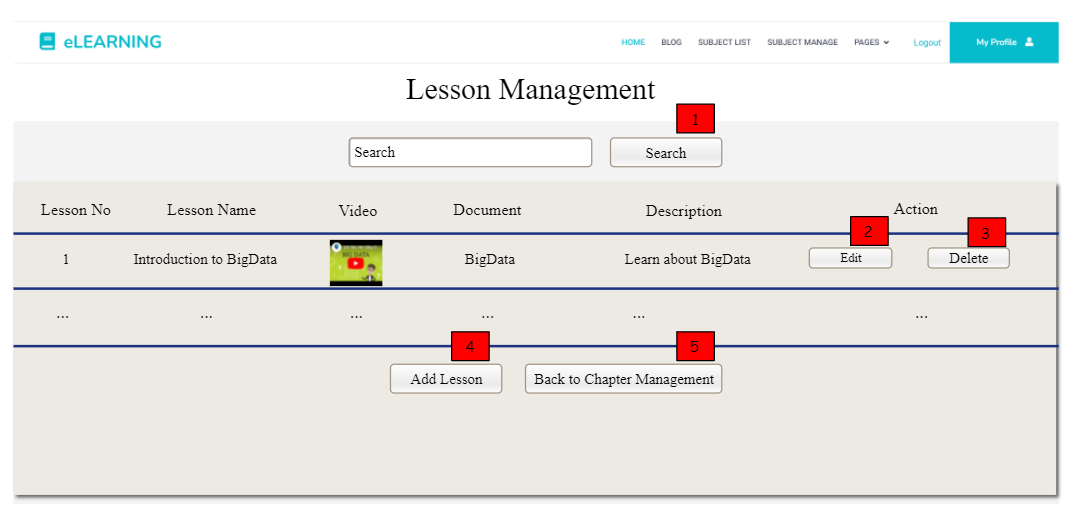 eLEARNING HOME BLOG SUBJECT LIST SUBJECT MANAGE PAGES Logout My Profile
Lesson Management
1
Search Search
Lesson No Lesson Name Video Document Description Action
2 3
1 Introduction to BigData BIG DATA BigData Learn about BigData Edit Delete
... ... ... ... ... ...
4 5
Add Lesson Back to Chapter Management